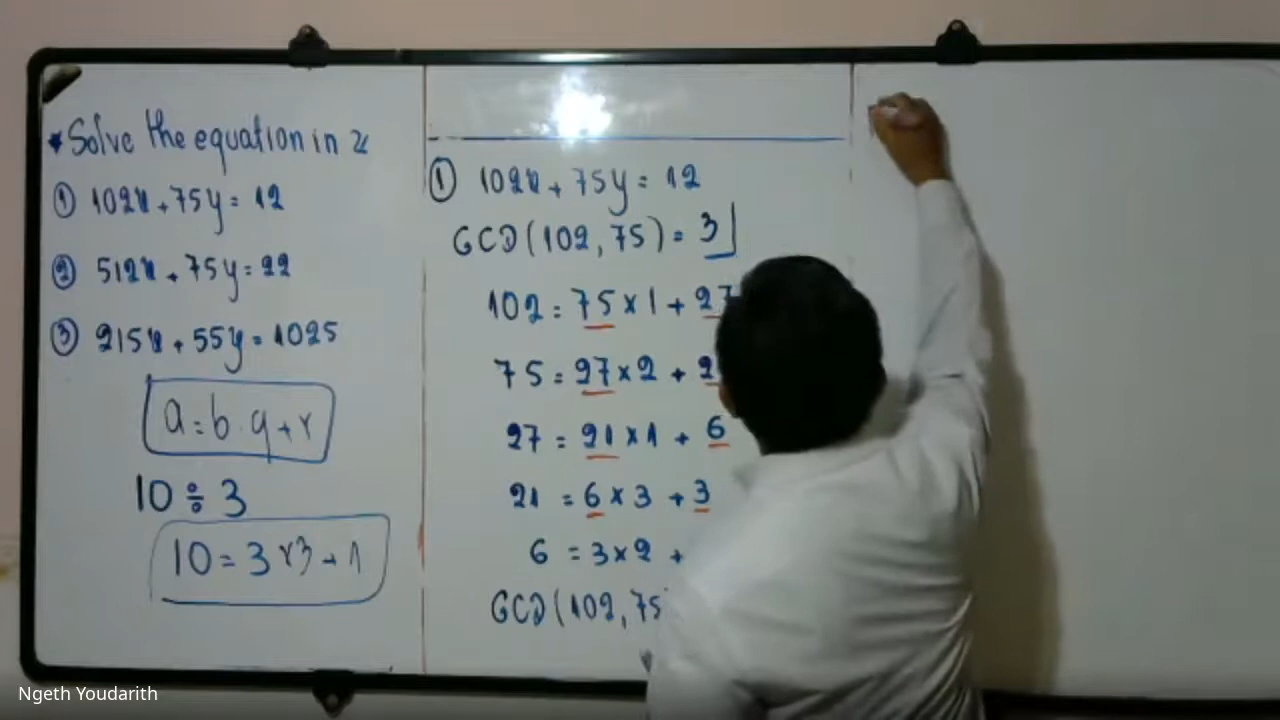 * Solve the equation in Z
① 102x + 75y = 12
② 512x + 75y = 22
③ 215x + 55y = 1025
a = b . q + r
10 ÷ 3
10 = 3 x 3 + 1
① 102x + 75y = 12
GCD (102, 75) = 3
102 = 75 x 1 + 27
75 = 27 x 2 +
27 = 21 x 1 + 6
21 = 6 x 3 + 3
6 = 3 x 2 +
GCD (102, 75
Ngeth Youdarith